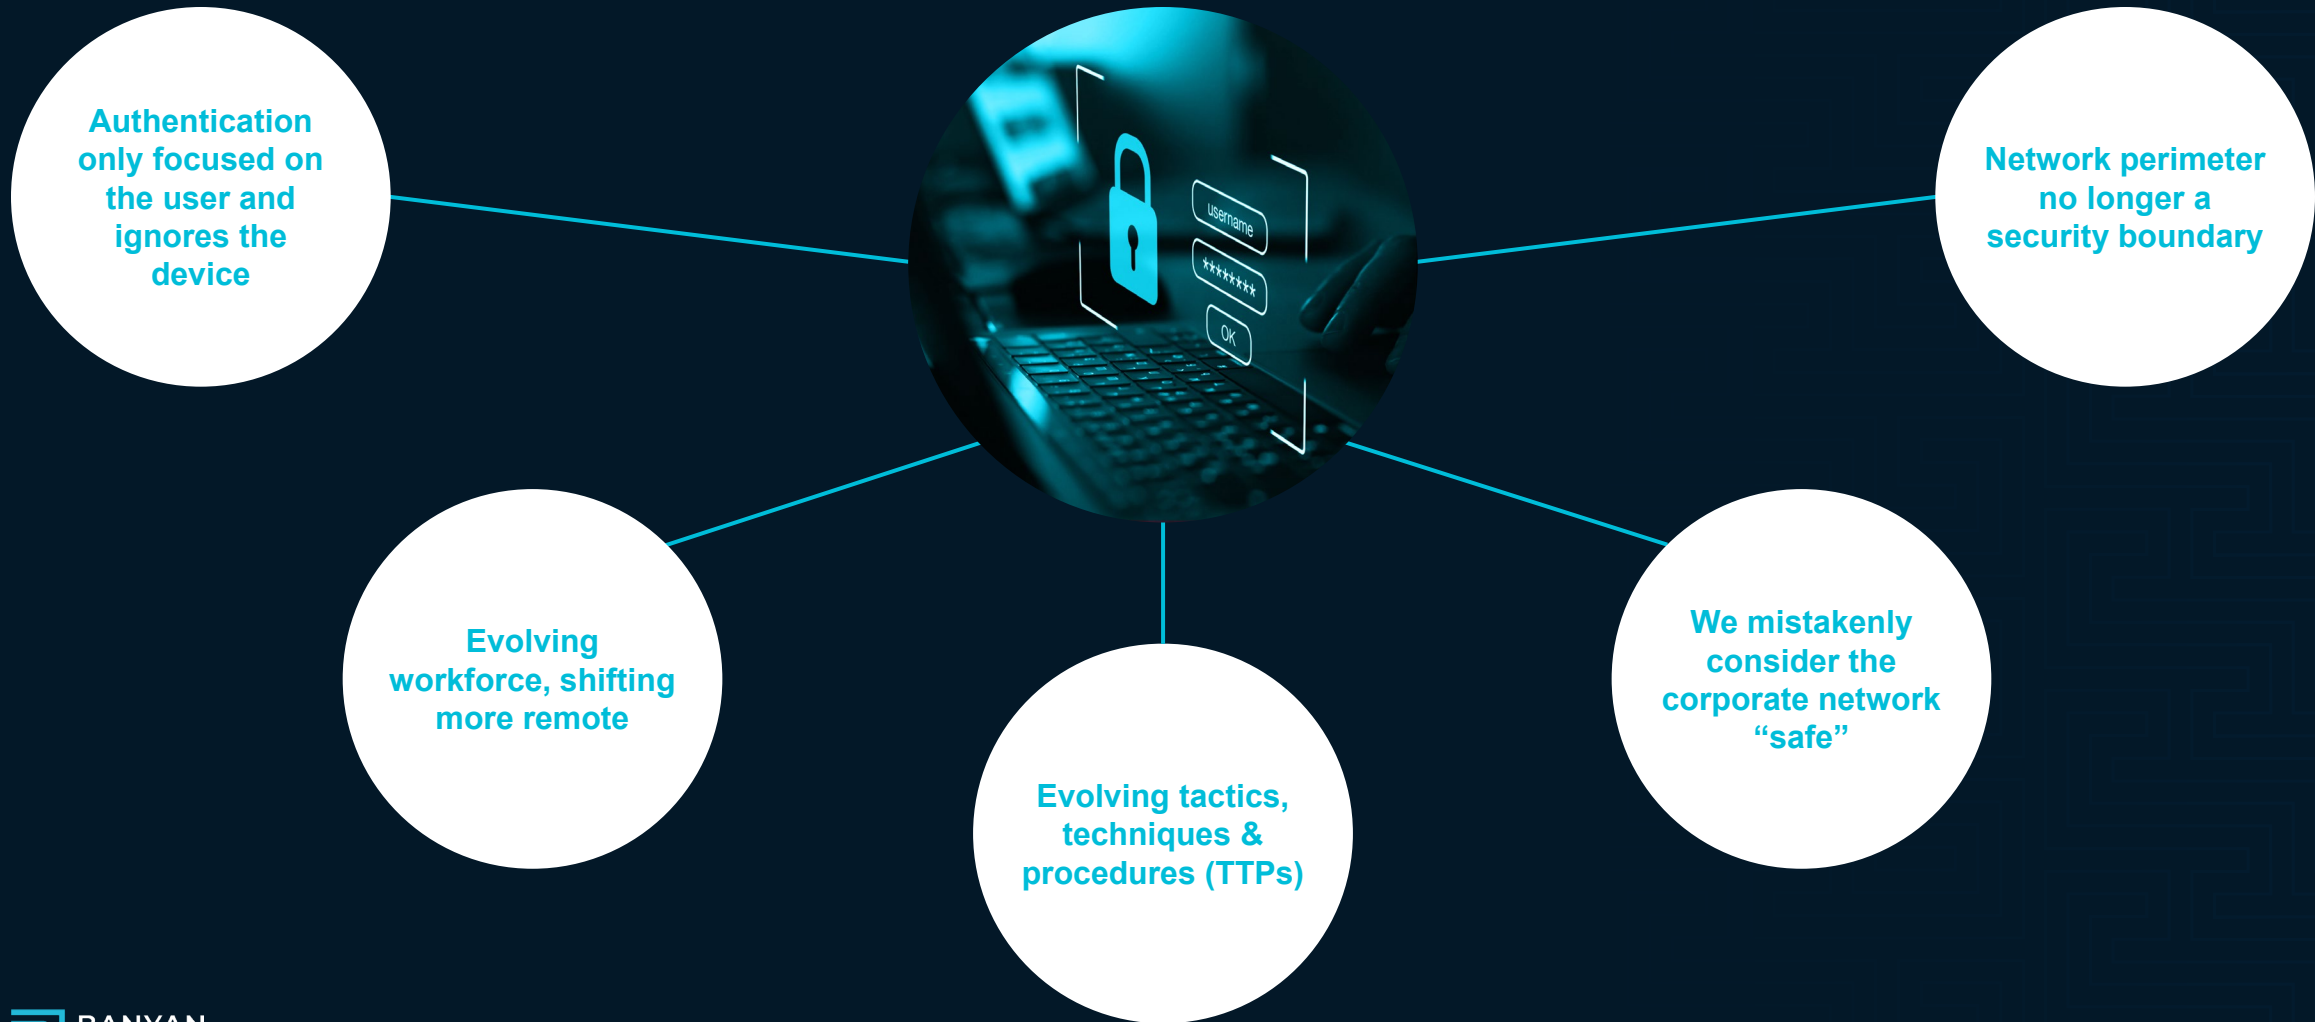 Authentication
only focused on
the user and
ignores the
device
username
********
OK
Network perimeter
no longer a
security boundary
Evolving
workforce, shifting
more remote
Evolving tactics,
techniques &
procedures (TTPs)
We mistakenly
consider the
corporate network
“safe”
BANYAN